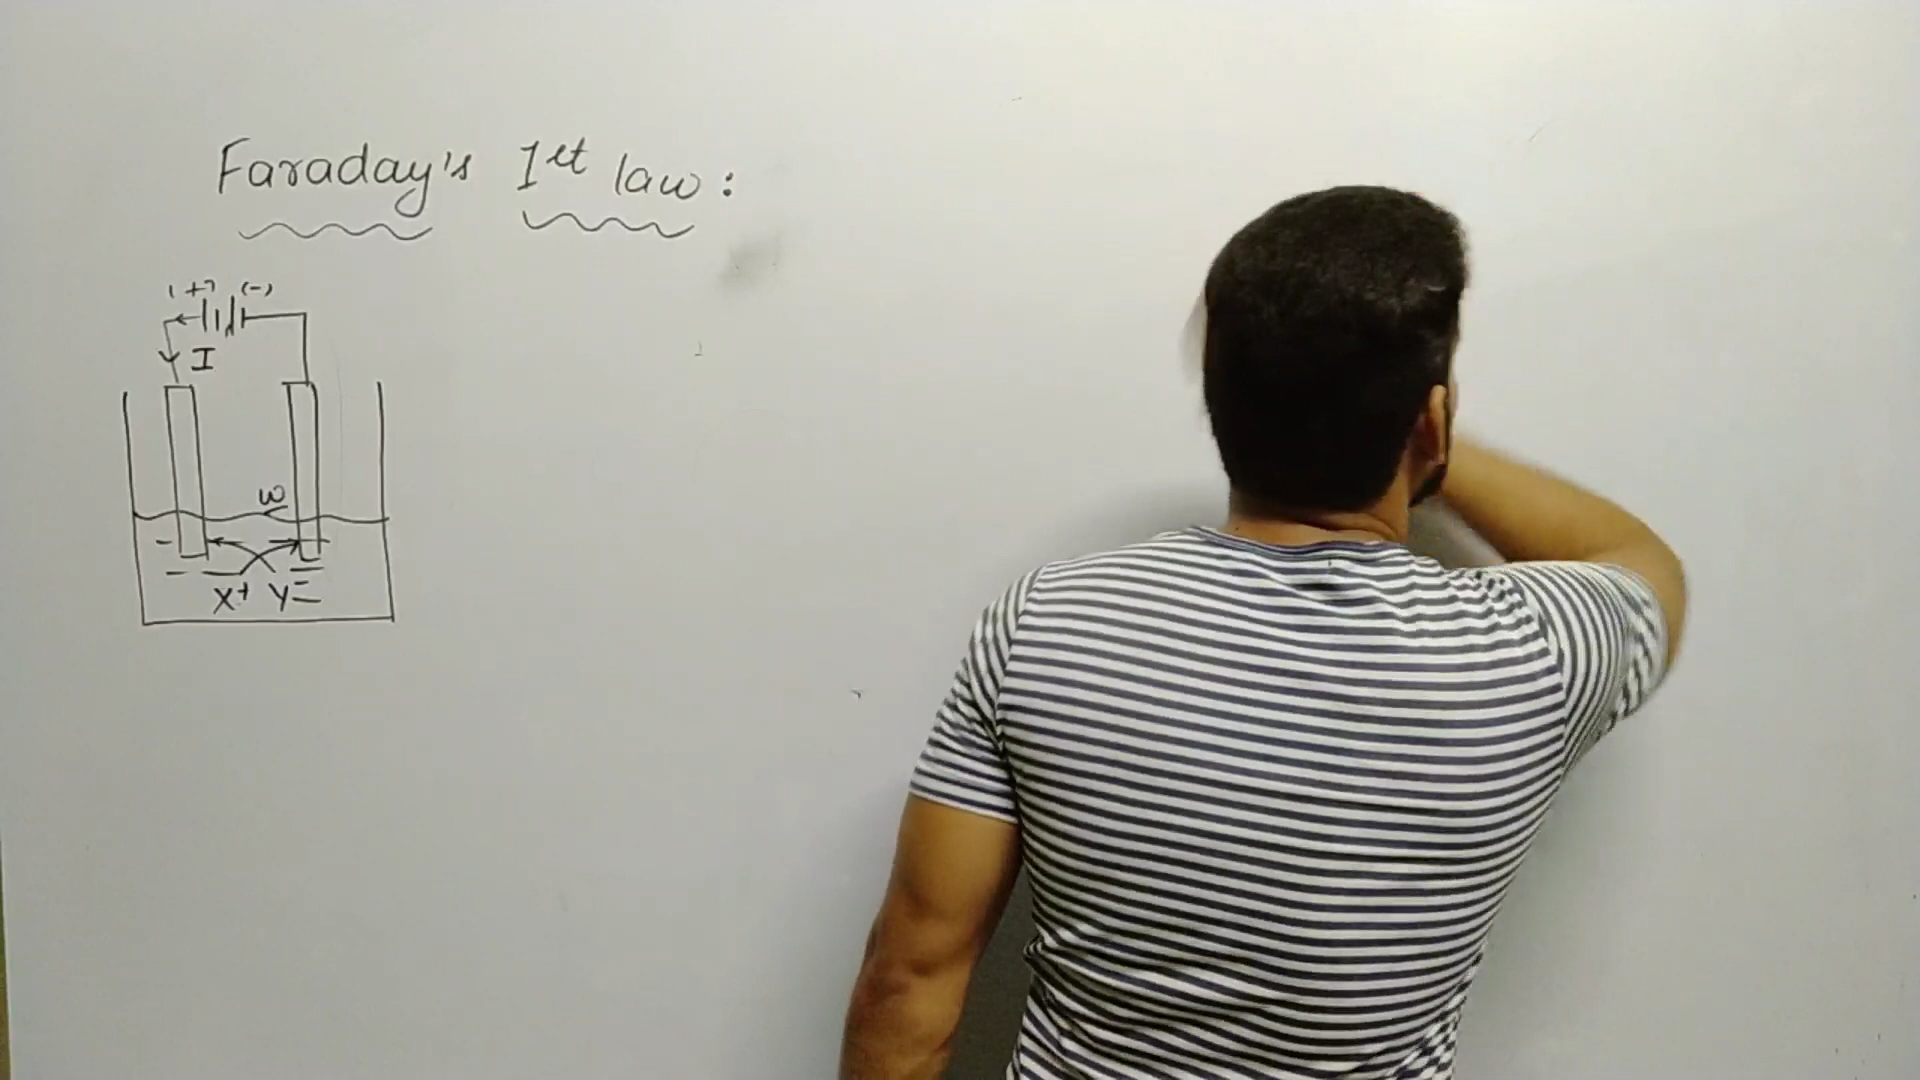 Faraday's 1st law:
(+) (-)
I
w
X+ Y-